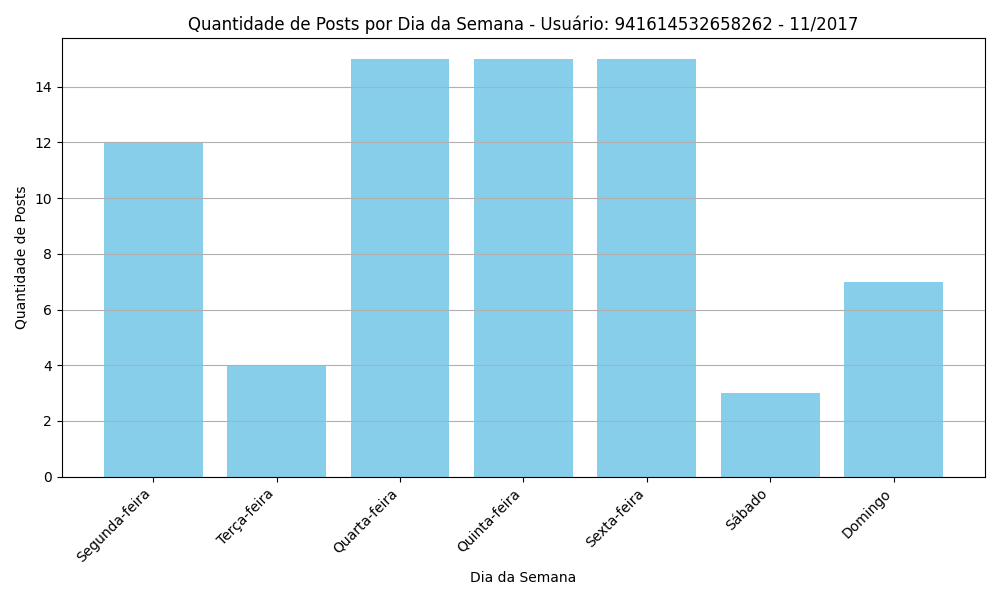 Quantidade de Posts por Dia da Semana - Usuário: 941614532658262 - 11/2017
Quantidade de Posts
14
12
10
8
6
4
2
0
Segunda-feira
Terça-feira
Quarta-feira
Quinta-feira
Sexta-feira
Sábado
Domingo
Dia da Semana